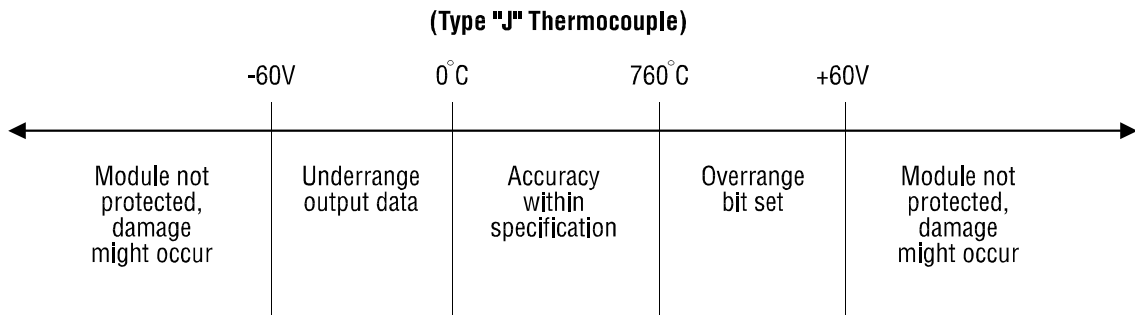 (Type "J" Thermocouple)
-60V
0°C
760°C
+60V
Module not
protected,
damage
might occur
Underrange
output data
Accuracy
within
specification
Overrange
bit set
Module not
protected,
damage
might occur